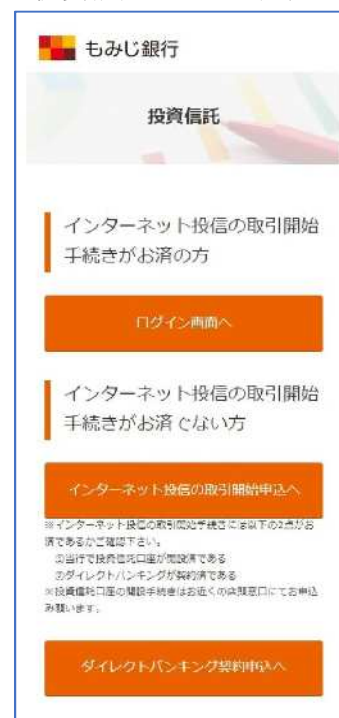 もみじ銀行
投資信託
インターネット投信の取引開始
手続きがお済の方
ログイン画面へ
インターネット投信の取引開始
手続きがお済でない方
インターネット投信の取引開始申込へ
※インターネット投信の取引開始手続きには以下の2点がお
済であるかご確認下さい。
①当行で投資信託口座が開設済である
②ダイレクトバンキングが契約済である
※投資信託口座の開設手続きはお近くの店頭窓口にてお申込
み願います。
ダイレクトバンキング契約申込へ